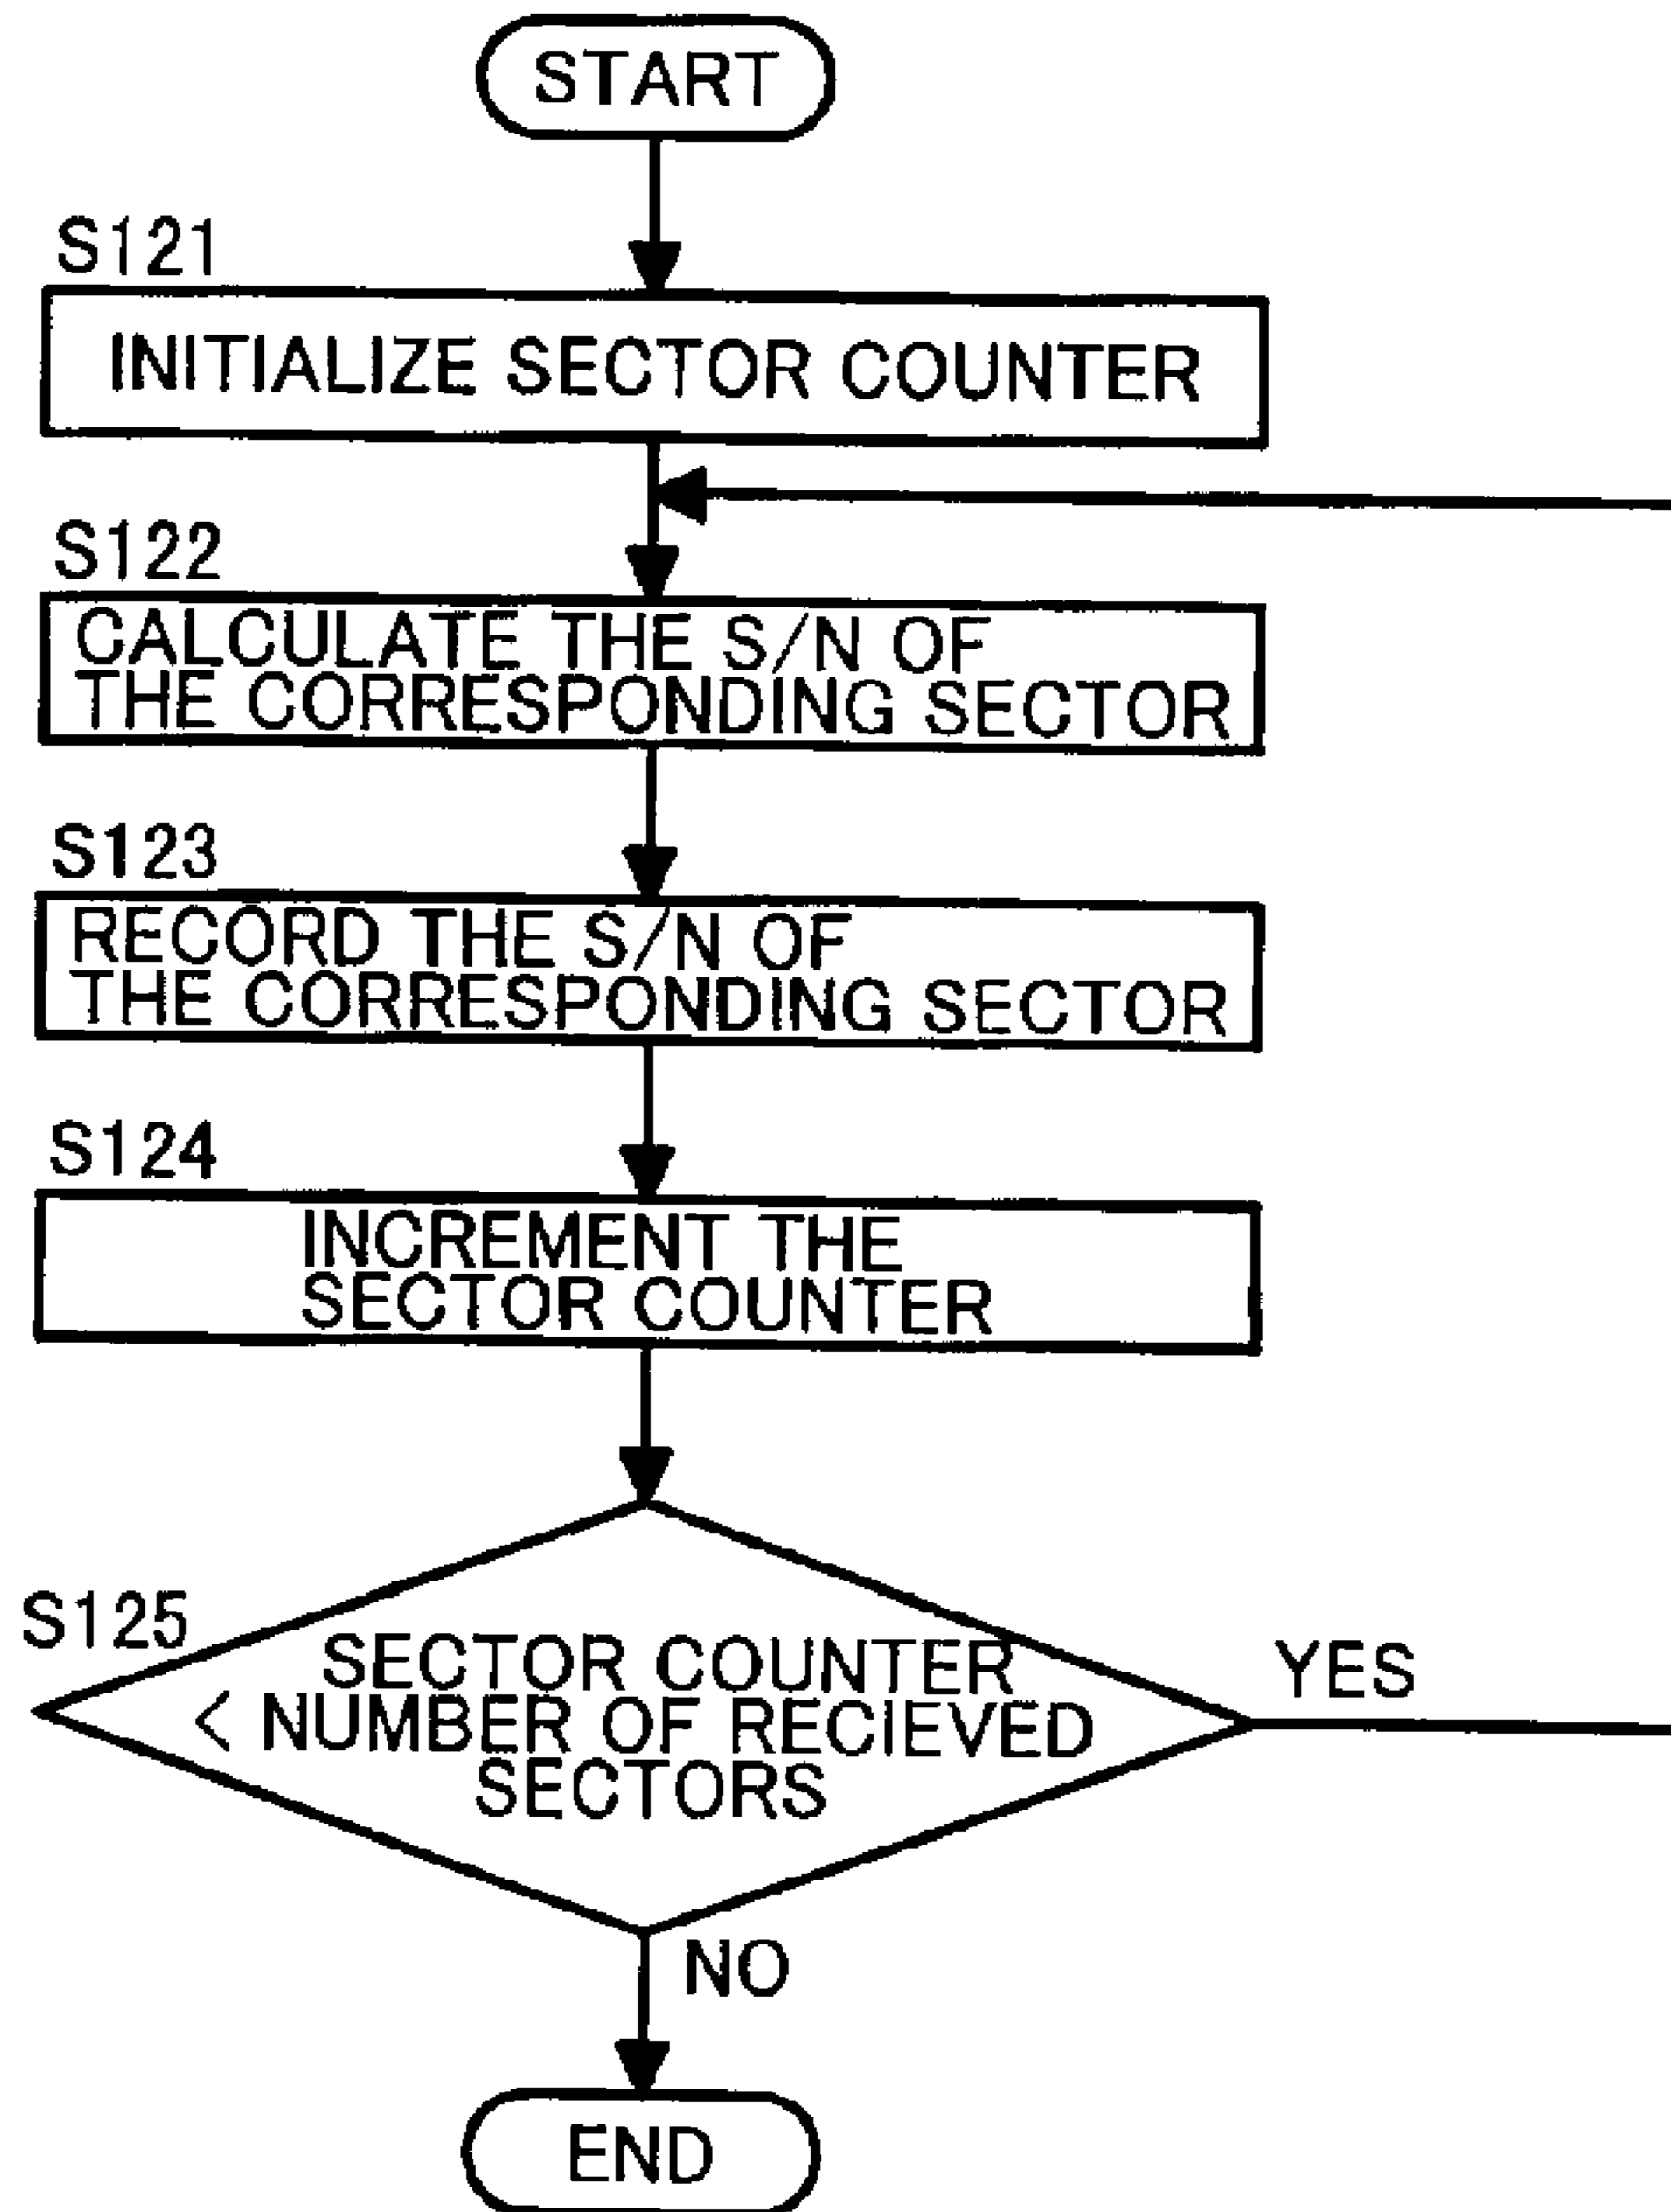 START
S121
INITIALIZE SECTOR COUNTER
S122
CALCULATE THE S/N OF
THE CORRESPONDING SECTOR
S123
RECORD THE S/N OF
THE CORRESPONDING SECTOR
S124
INCREMENT THE
SECTOR COUNTER
S125
SECTOR COUNTER
< NUMBER OF RECIEVED
SECTORS
YES
NO
END